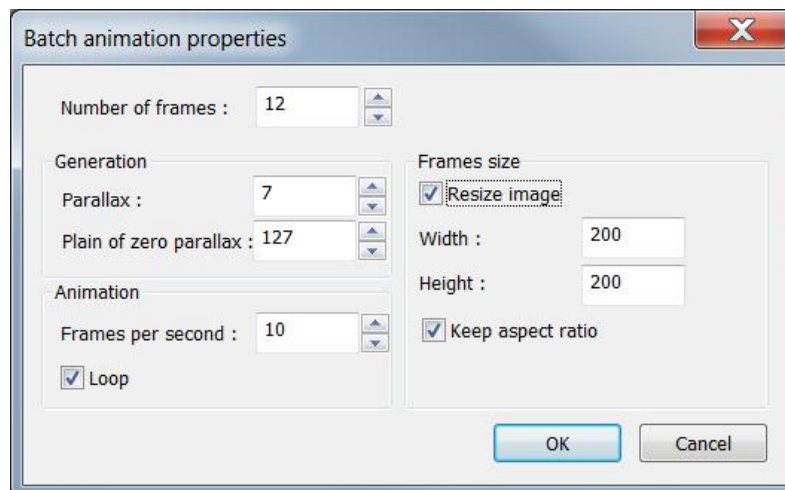 Batch animation properties
Number of frames : 12
Generation
Parallax : 7
Plain of zero parallax : 127
Animation
Frames per second : 10
Loop
Frames size
Resize image
Width : 200
Height : 200
Keep aspect ratio
OK Cancel